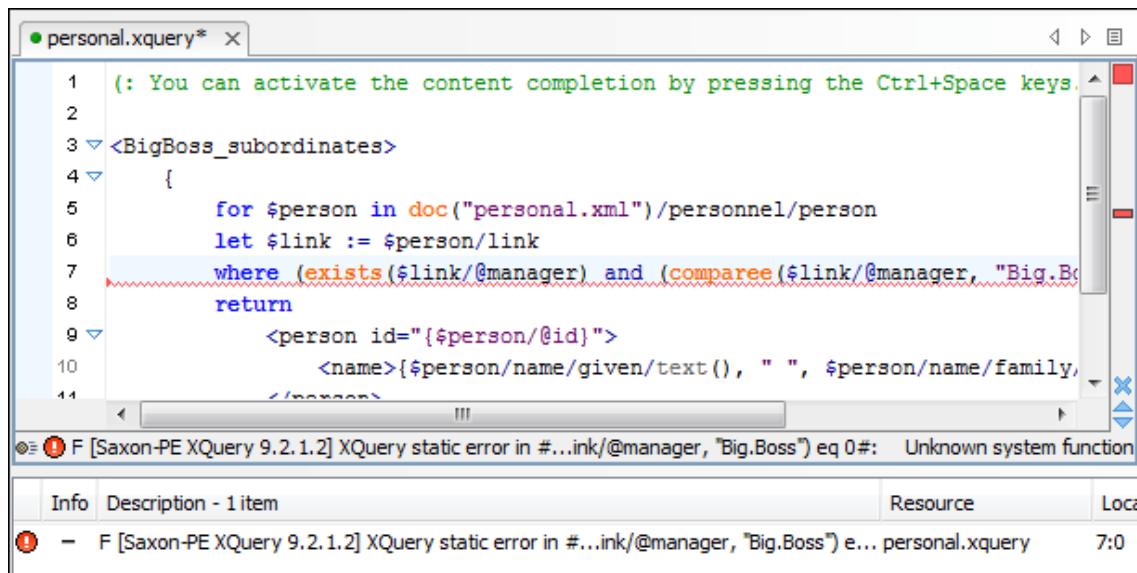 personal.xquery*
1 (: You can activate the content completion by pressing the Ctrl+Space keys.
2
3 <BigBoss_subordinates>
4 {
5 for $person in doc("personal.xml")/personnel/person
6 let $link := $person/link
7 where (exists($link/@manager) and (comparee($link/@manager, "Big.Bo
8 return
9 <person id="{$person/@id}">
10 <name>{$person/name/given/text(), " ", $person/name/family/
11 </person>
F [Saxon-PE XQuery 9.2.1.2] XQuery static error in #...ink/@manager, "Big.Boss") eq 0#: Unknown system function
Info Description - 1 item Resource Loca
F [Saxon-PE XQuery 9.2.1.2] XQuery static error in #...ink/@manager, "Big.Boss") e... personal.xquery 7:0